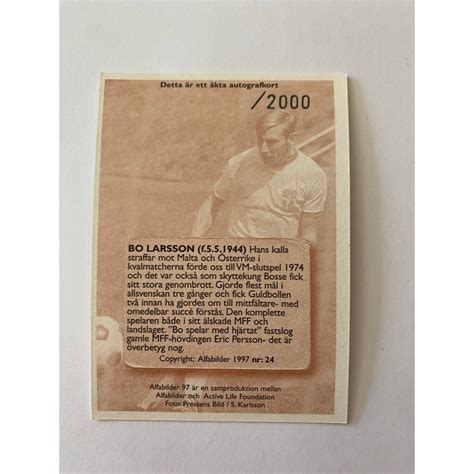 Detta är ett äkta autografkort
/2000
BO LARSSON (f.5.5.1944) Hans kalla
straffar mot Malta och Österrike i
kvalmatcherna förde oss till VM-slutspel 1974
och det var också som skyttekung Bosse fick
sitt stora genombrott. Gjorde flest mål i
allsvenskan tre gånger och fick Guldbollen
två innan ha gjordes om till mittfältare- med
omedelbar succé förstås. Den komplette
spelaren både i sitt älskade MFF och
landslaget. "Bo spelar med hjärtat" fastslog
gamle MFF-hövdingen Eric Persson- det är
överbetyg nog.
Copyright: Alfabilder 1997 nr: 24
Alfabilder 97 är en samproduktion mellan
Alfabilder och Active Life Foundation
Foto: Pressens Bild / S. Karlsson